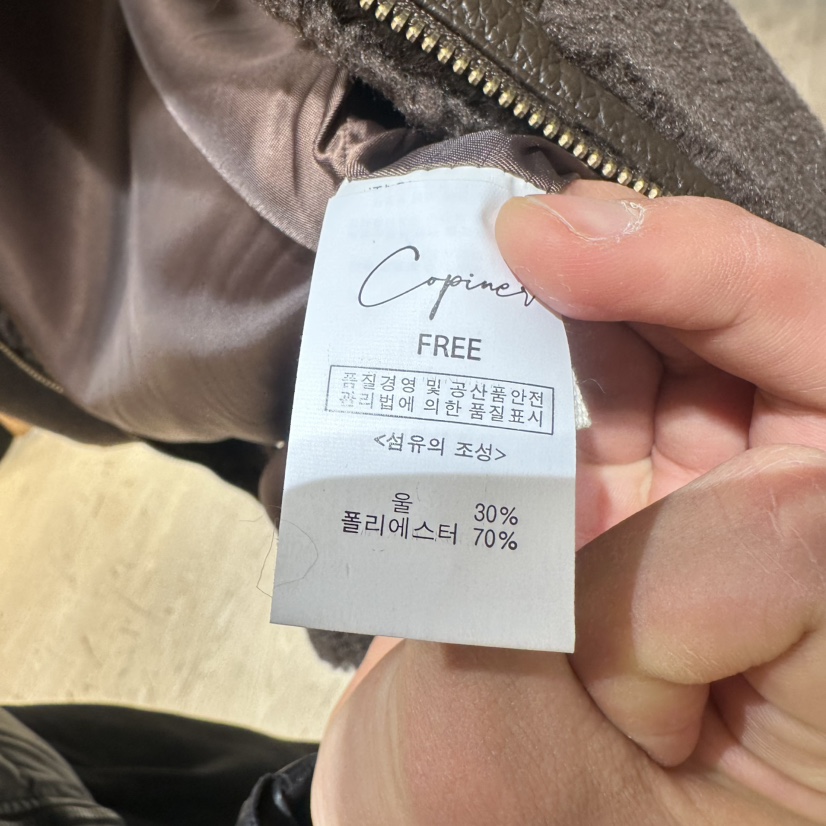 Copiner
FREE
품질경영 및 공산품안전
관리법에 의한 품질표시
<섬유의 조성>
울 30%
폴리에스터 70%